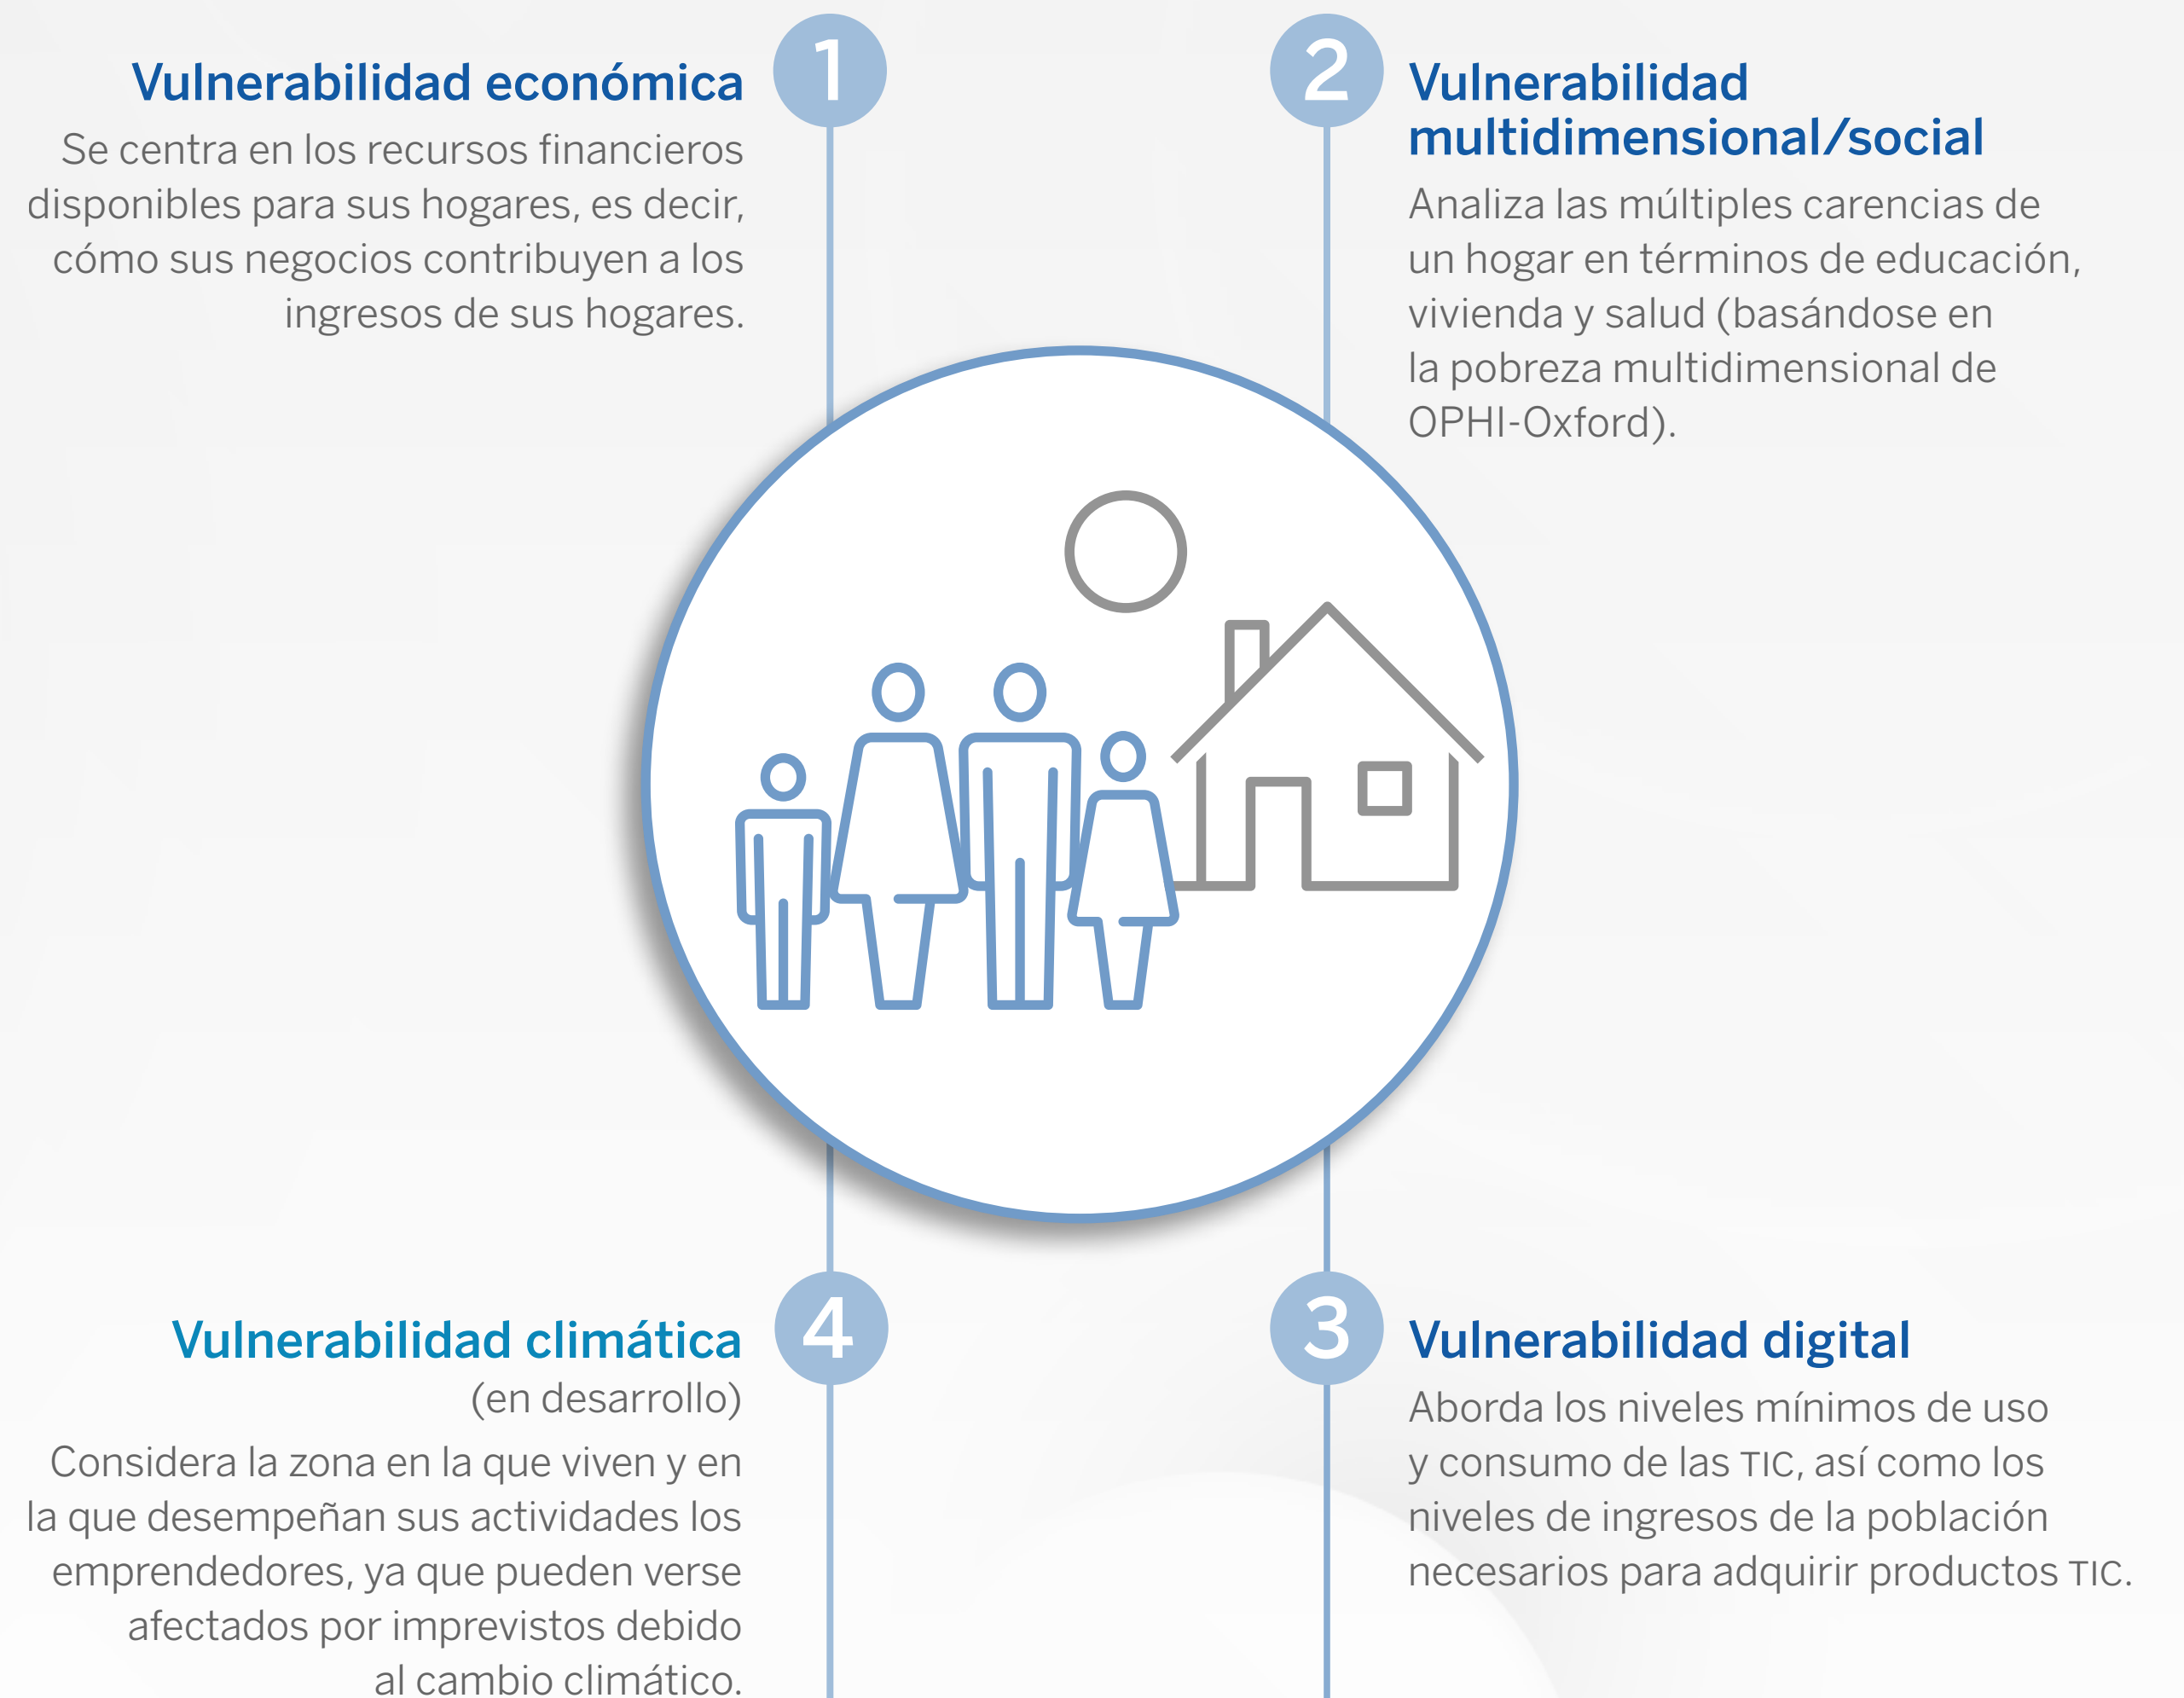 1
Vulnerabilidad económica
Se centra en los recursos financieros
disponibles para sus hogares, es decir,
cómo sus negocios contribuyen a los
ingresos de sus hogares.
2
Vulnerabilidad
multidimensional/social
Analiza las múltiples carencias de
un hogar en términos de educación,
vivienda y salud (basándose en
la pobreza multidimensional de
OPHI-Oxford).
3
Vulnerabilidad digital
Aborda los niveles mínimos de uso
y consumo de las TIC, así como los
niveles de ingresos de la población
necesarios para adquirir productos TIC.
4
Vulnerabilidad climática
(en desarrollo)
Considera la zona en la que viven y en
la que desempeñan sus actividades los
emprendedores, ya que pueden verse
afectados por imprevistos debido
al cambio climático.